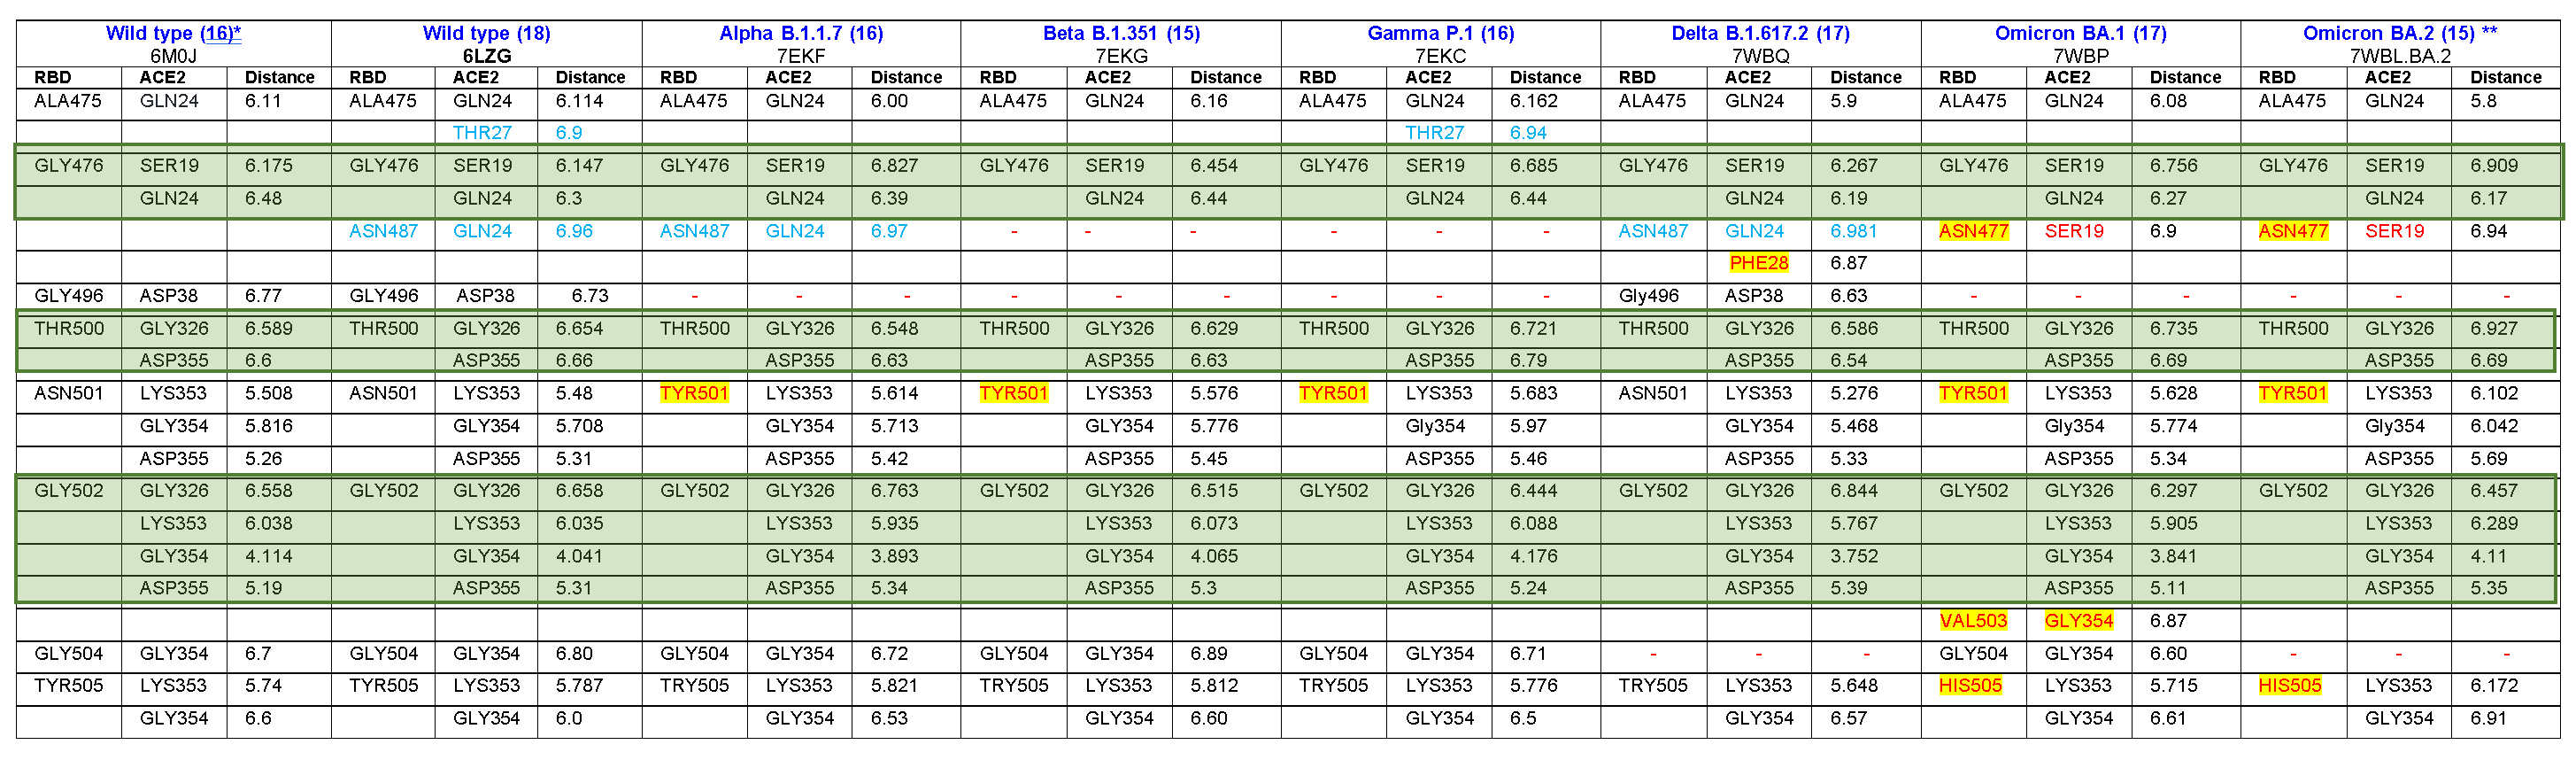 Wild type (16)* Wild type (18) Alpha B.1.1.7 (16) Beta B.1.351 (15) Gamma P.1 (16) Delta B.1.617.2 (17) Omicron BA.1 (17) Omicron BA.2 (15) **
6M0J 6LZG 7EKF 7EKG 7EKC 7WBQ 7WBP 7WBL.BA.2
RBD ACE2 Distance RBD ACE2 Distance RBD ACE2 Distance RBD ACE2 Distance RBD ACE2 Distance RBD ACE2 Distance RBD ACE2 Distance RBD ACE2 Distance
ALA475 GLN24 6.11 ALA475 GLN24 6.114 ALA475 GLN24 6.00 ALA475 GLN24 6.16 ALA475 GLN24 6.162 ALA475 GLN24 5.9 ALA475 GLN24 6.08 ALA475 GLN24 5.8
THR27 6.9 THR27 6.94
GLY476 SER19 6.175 GLY476 SER19 6.147 GLY476 SER19 6.827 GLY476 SER19 6.454 GLY476 SER19 6.685 GLY476 SER19 6.267 GLY476 SER19 6.756 GLY476 SER19 6.909
GLN24 6.48 GLN24 6.3 GLN24 6.39 GLN24 6.44 GLN24 6.44 GLN24 6.19 GLN24 6.27 GLN24 6.17
ASN487 GLN24 6.96 ASN487 GLN24 6.97 - - - - - - ASN487 GLN24 6.981 ASN477 SER19 6.9 ASN477 SER19 6.94
PHE28 6.87
GLY496 ASP38 6.77 GLY496 ASP38 6.73 - - - - - - - - - Gly496 ASP38 6.63 - - - - - -
THR500 GLY326 6.589 THR500 GLY326 6.654 THR500 GLY326 6.548 THR500 GLY326 6.629 THR500 GLY326 6.721 THR500 GLY326 6.586 THR500 GLY326 6.735 THR500 GLY326 6.927
ASP355 6.6 ASP355 6.66 ASP355 6.63 ASP355 6.63 ASP355 6.79 ASP355 6.54 ASP355 6.69 ASP355 6.69
ASN501 LYS353 5.508 ASN501 LYS353 5.48 TYR501 LYS353 5.614 TYR501 LYS353 5.576 TYR501 LYS353 5.683 ASN501 LYS353 5.276 TYR501 LYS353 5.628 TYR501 LYS353 6.102
GLY354 5.816 GLY354 5.708 GLY354 5.713 GLY354 5.776 Gly354 5.97 GLY354 5.468 Gly354 5.774 Gly354 6.042
ASP355 5.26 ASP355 5.31 ASP355 5.42 ASP355 5.45 ASP355 5.46 ASP355 5.33 ASP355 5.34 ASP355 5.69
GLY502 GLY326 6.558 GLY502 GLY326 6.658 GLY502 GLY326 6.763 GLY502 GLY326 6.515 GLY502 GLY326 6.444 GLY502 GLY326 6.844 GLY502 GLY326 6.297 GLY502 GLY326 6.457
LYS353 6.038 LYS353 6.035 LYS353 5.935 LYS353 6.073 LYS353 6.088 LYS353 5.767 LYS353 5.905 LYS353 6.289
GLY354 4.114 GLY354 4.041 GLY354 3.893 GLY354 4.065 GLY354 4.176 GLY354 3.752 GLY354 3.841 GLY354 4.11
ASP355 5.19 ASP355 5.31 ASP355 5.34 ASP355 5.3 ASP355 5.24 ASP355 5.39 ASP355 5.11 ASP355 5.35
VAL503 GLY354 6.87
GLY504 GLY354 6.7 GLY504 GLY354 6.80 GLY504 GLY354 6.72 GLY504 GLY354 6.89 GLY504 GLY354 6.71 - - - GLY504 GLY354 6.60 - - -
TYR505 LYS353 5.74 TYR505 LYS353 5.787 TRY505 LYS353 5.821 TRY505 LYS353 5.812 TRY505 LYS353 5.776 TRY505 LYS353 5.648 HIS505 LYS353 5.715 HIS505 LYS353 6.172
GLY354 6.6 GLY354 6.0 GLY354 6.53 GLY354 6.60 GLY354 6.5 GLY354 6.57 GLY354 6.61 GLY354 6.91